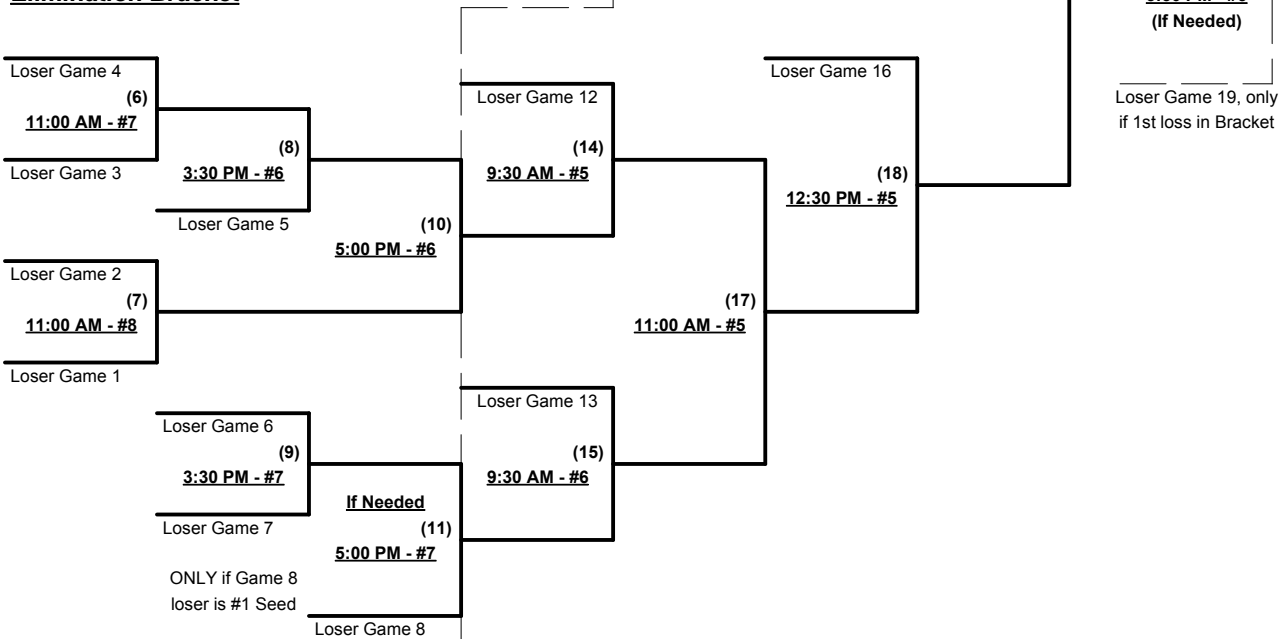 Elimination Bracket
(If Needed)
Loser Game 4
Loser Game 16
Loser Game 12
Loser Game 19, only
if 1st loss in Bracket
(6)
11:00 AM - #7
(8)
3:30 PM - #6
(14)
9:30 AM - #5
Loser Game 3
(18)
12:30 PM - #5
Loser Game 5
(10)
5:00 PM - #6
Loser Game 2
(7)
11:00 AM - #8
(17)
11:00 AM - #5
Loser Game 1
Loser Game 13
Loser Game 6
(9)
3:30 PM - #7
(15)
9:30 AM - #6
If Needed
Loser Game 7
(11)
5:00 PM - #7
ONLY if Game 8
loser is #1 Seed
Loser Game 8